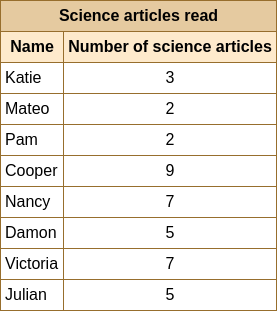 Science articles read
Name Number of science articles
Katie 3
Mateo 2
Pam 2
Cooper 9
Nancy 7
Damon 5
Victoria 7
Julian 5